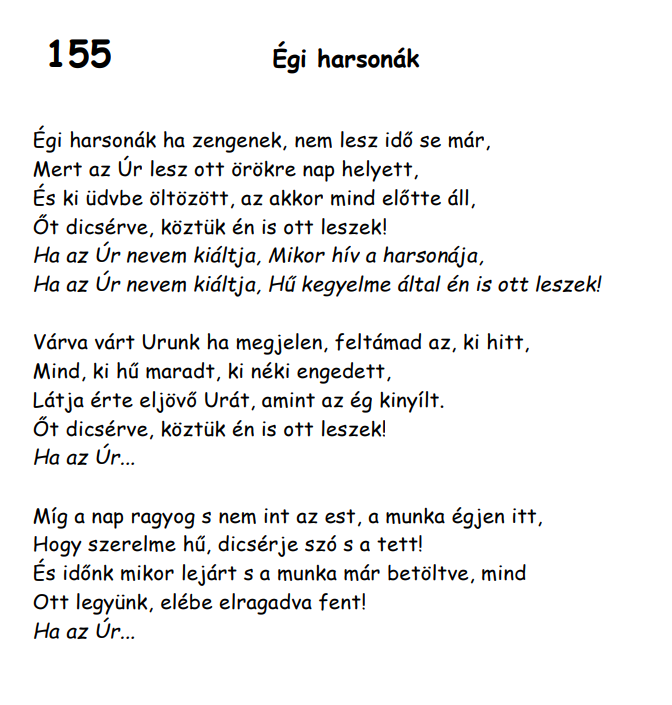 155 Égi harsonák
Égi harsonák ha zengenek, nem lesz idő se már,
Mert az Úr lesz ott örökre nap helyett,
És ki üdvbe öltözött, az akkor mind előtte áll,
Őt dicsérve, köztük én is ott leszek!
Ha az Úr nevem kiáltja, Mikor hív a harsonája,
Ha az Úr nevem kiáltja, Hű kegyelme által én is ott leszek!
Várva várt Urunk ha megjelen, feltámad az, ki hitt,
Mind, ki hű maradt, ki néki engedett,
Látja érte eljövő Urát, amint az ég kinyílt.
Őt dicsérve, köztük én is ott leszek!
Ha az Úr...
Míg a nap ragyog s nem int az est, a munka égjen itt,
Hogy szerelme hű, dicsérje szó s a tett!
És időnk mikor lejárt s a munka már betöltve, mind
Ott legyünk, elébe elragadva fent!
Ha az Úr...